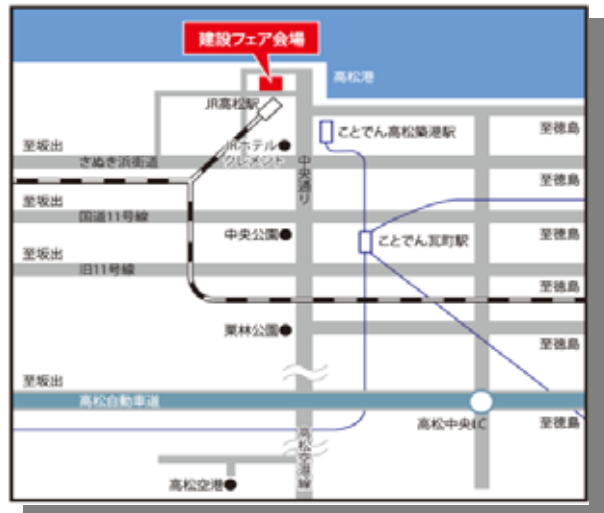 建設フェア会場
高松港
JR高松駅
ことでん高松築港駅
至徳島
至坂出
JRホテル
クレメント
さぬき浜街道
中央通り
至徳島
至坂出
国道11号線
中央公園
ことでん瓦町駅
至徳島
至坂出
旧11号線
至徳島
栗林公園
至徳島
至坂出
高松自動車道
高松中央I.C
至徳島
高松空港線
高松空港